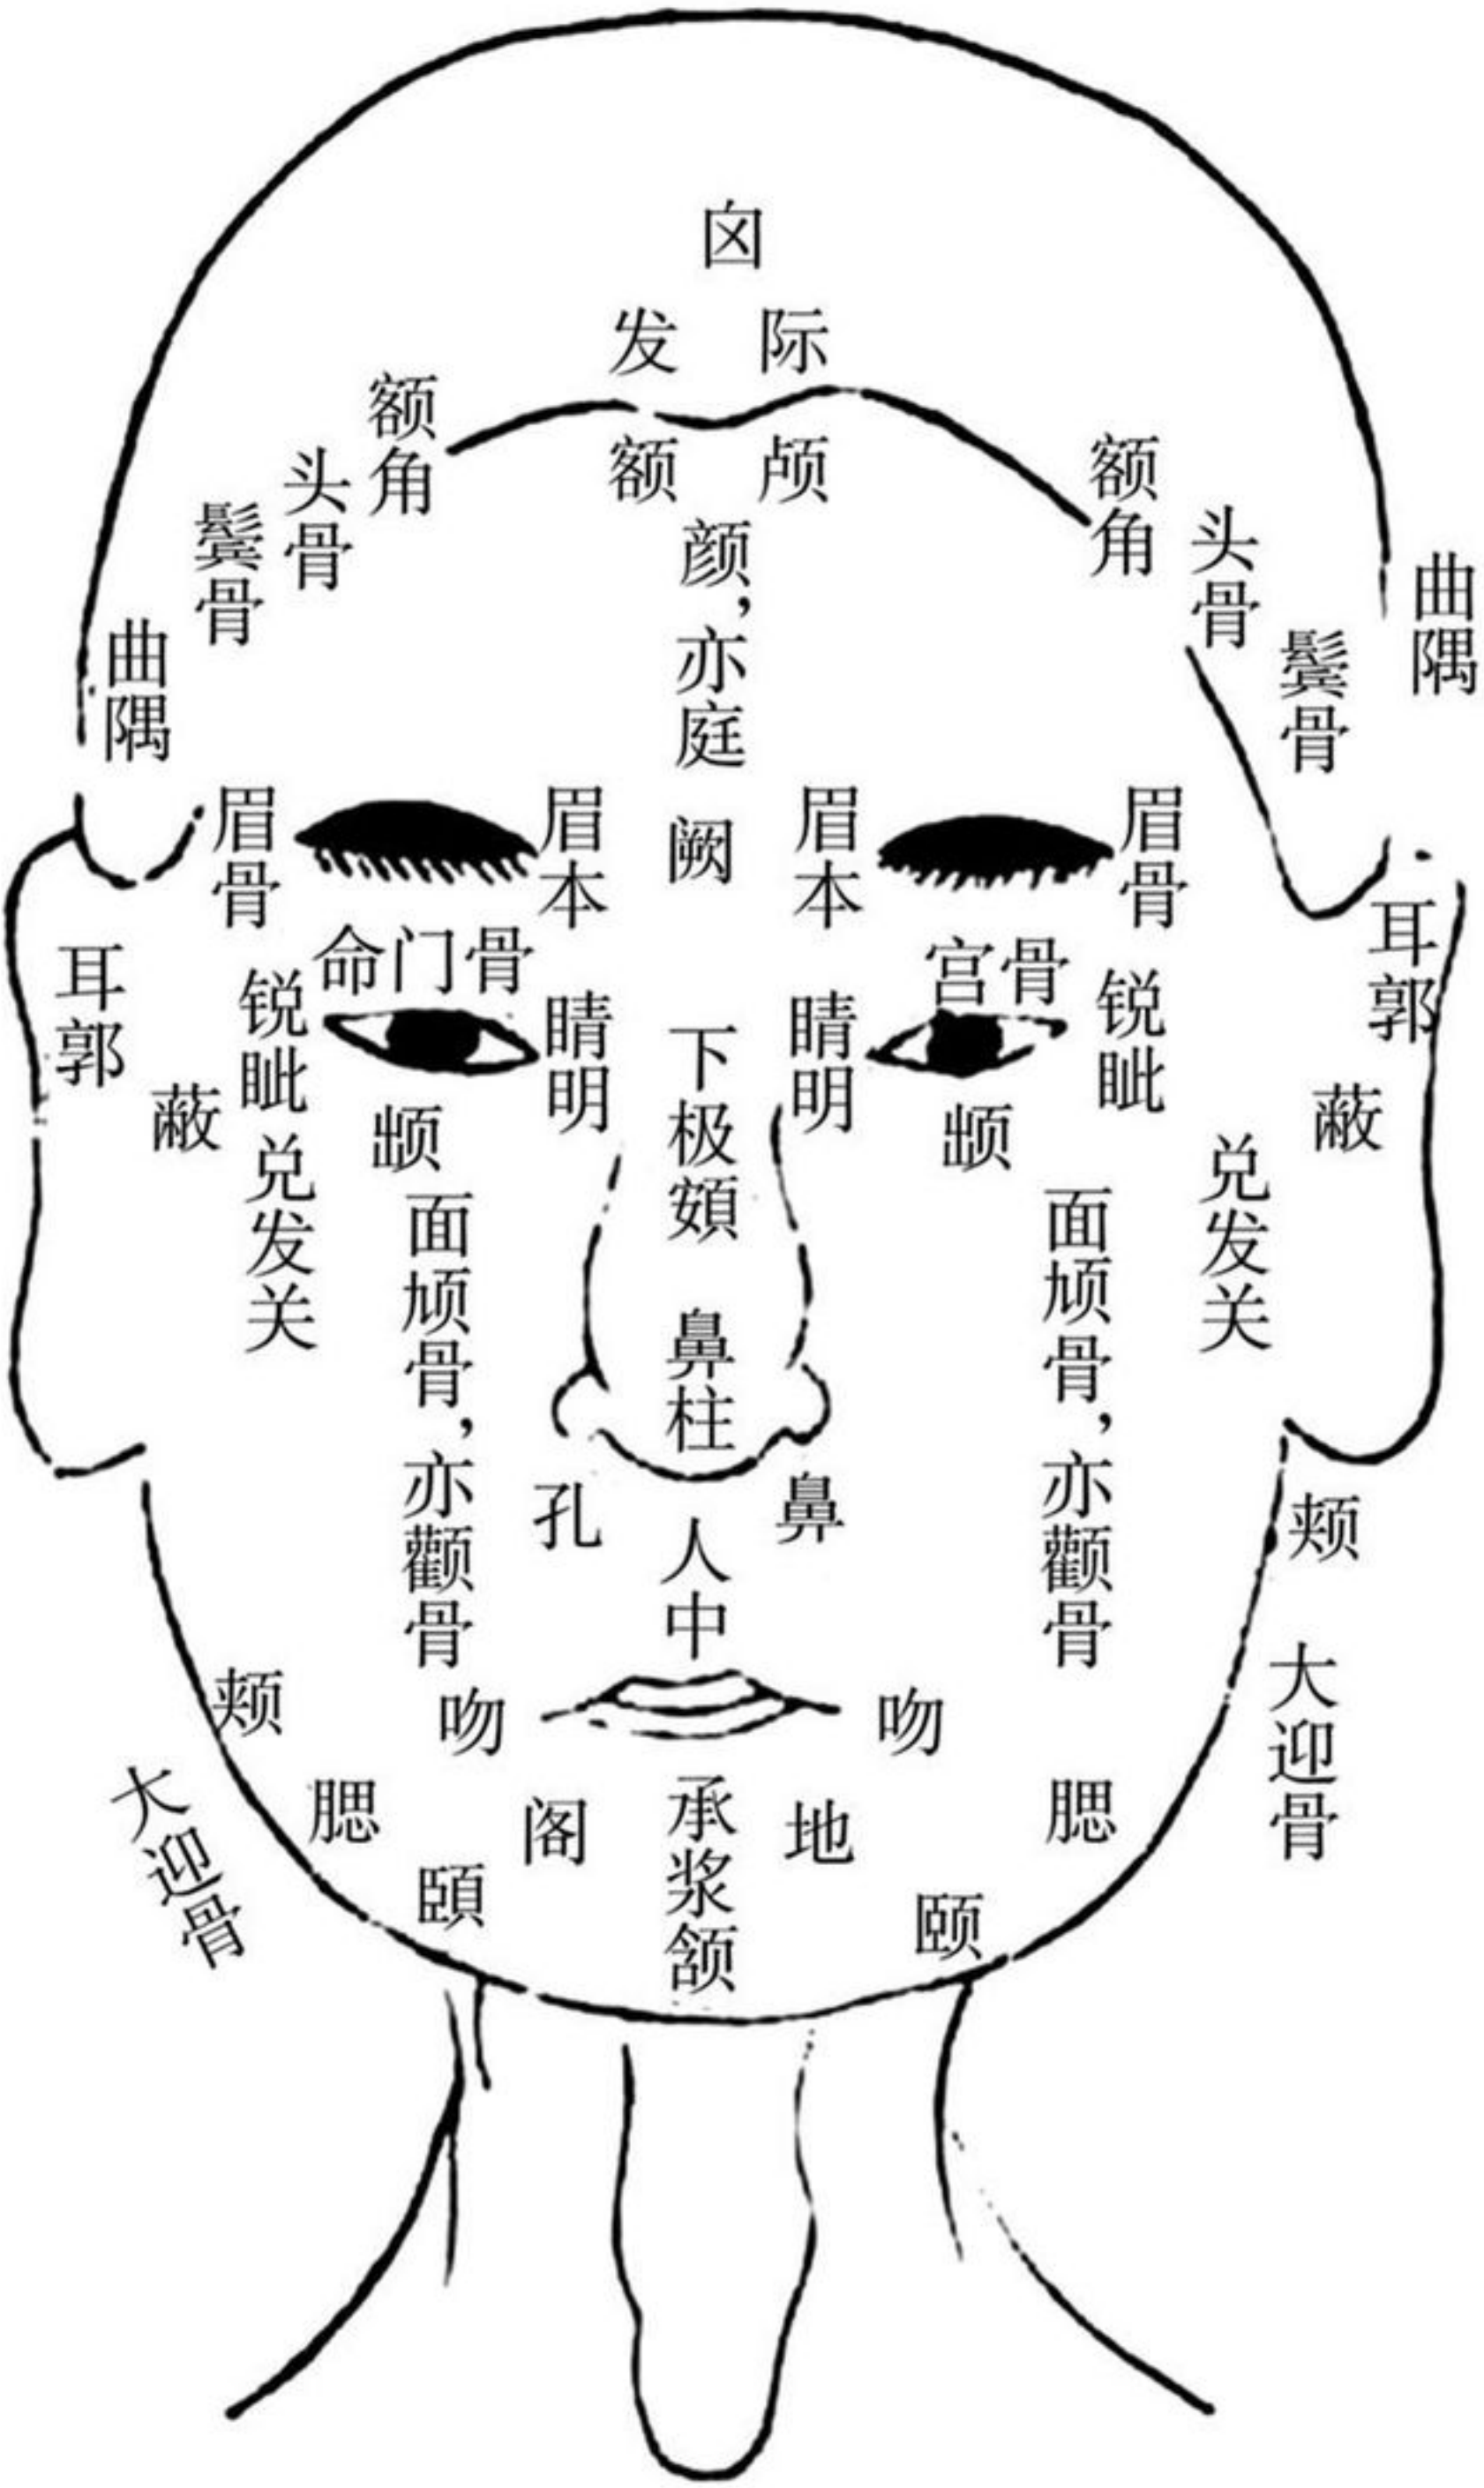 囟
发 际
额角
额 颅
额角
头骨
头骨
鬓骨
鬓骨
曲隅
曲隅
颜,亦庭
眉骨
眉本
阙
眉本
眉骨
命门骨
宫骨
耳郭
耳郭
锐眦
睛明
下极頞
睛明
锐眦
蔽
蔽
䪼
䪼
兑发关
兑发关
面䪼骨,亦颧骨
面䪼骨,亦颧骨
鼻柱
孔
鼻
人中
颊
颊
吻
吻
大迎骨
大迎骨
腮
阁
承浆
地
腮
頤
颐
颔